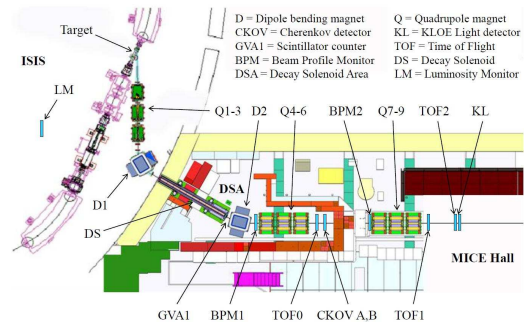 D = Dipole bending magnet
CKOV = Cherenkov detector
GVA1 = Scintillator counter
BPM = Beam Profile Monitor
DSA = Decay Solenoid Area
Q = Quadrupole magnet
KL = KLOE Light detector
TOF = Time of Flight
DS = Decay Solenoid
LM = Luminosity Monitor
Target
ISIS
LM
Q1-3
D2
Q4-6
BPM2
Q7-9
TOF2
KL
D1
DSA
DS
MICE Hall
GVA1
BPM1
TOF0
CKOV A,B
TOF1